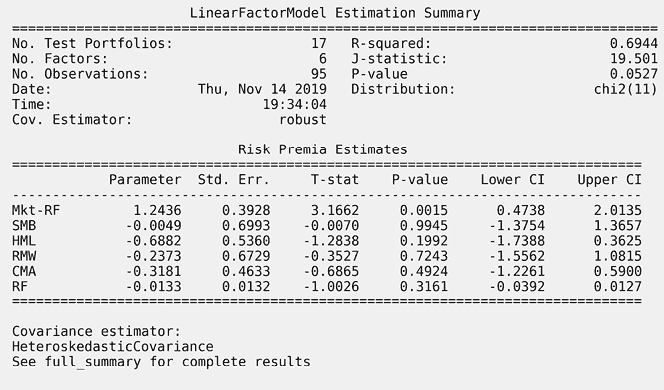 LinearFactorModel Estimation Summary
================================================================================
No. Test Portfolios: 17 R-squared: 0.6944
No. Factors: 6 J-statistic: 19.501
No. Observations: 95 P-value 0.0527
Date: Thu, Nov 14 2019 Distribution: chi2(11)
Time: 19:34:04
Cov. Estimator: robust
Risk Premia Estimates
==============================================================================
Parameter Std. Err. T-stat P-value Lower CI Upper CI
------------------------------------------------------------------------------
Mkt-RF 1.2436 0.3928 3.1662 0.0015 0.4738 2.0135
SMB -0.0049 0.6993 -0.0070 0.9945 -1.3754 1.3657
HML -0.6882 0.5360 -1.2838 0.1992 -1.7388 0.3625
RMW -0.2373 0.6729 -0.3527 0.7243 -1.5562 1.0815
CMA -0.3181 0.4633 -0.6865 0.4924 -1.2261 0.5900
RF -0.0133 0.0132 -1.0026 0.3161 -0.0392 0.0127
==============================================================================
Covariance estimator:
HeteroskedasticCovariance
See full_summary for complete results